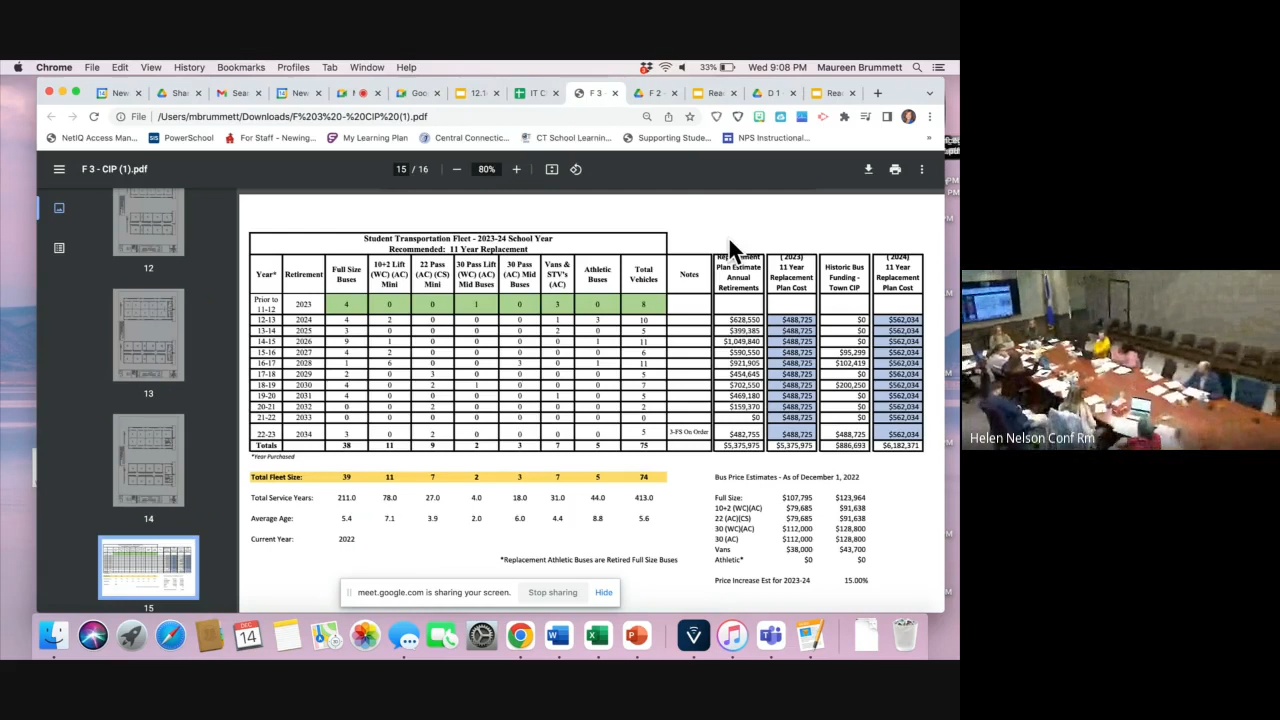 Chrome File Edit View History Bookmarks Profiles Tab Window Help 33% Wed 9:08 PM Maureen Brummett
New Shar Sear New Goo 12.1 IT C F 3 - F 2 - Rea D 1 - Rea
File /Users/mbrummett/Downloads/F%203%20-%20CIP%20(1).pdf
NetIQ Access Man... PowerSchool For Staff - Newing... My Learning Plan Central Connectic... CT School Learnin... Supporting Stude... NPS Instructional...
F 3 - CIP (1).pdf 15 / 16 80%
12
13
14
15
Student Transportation Fleet - 2023-24 School Year
Recommended: 11 Year Replacement
Year* Retirement Full Size Buses 10+2 Lift (WC) (AC) Mini 22 Pass (AC) (CS) Mini 30 Pass Lift (WC) (AC) Mid Buses 30 Pass (AC) Mid Buses Vans & STV's (AC) Athletic Buses Total Vehicles Notes Replacement Plan Estimate Annual Retirements (2023) 11 Year Replacement Plan Cost Historic Bus Funding - Town CIP (2024) 11 Year Replacement Plan Cost
Prior to 11-12 2023 4 0 0 1 0 3 0 8
12-13 2024 4 2 0 0 0 1 3 10 $628,550 $488,725 $0 $562,034
13-14 2025 3 0 0 0 0 2 0 5 $399,385 $488,725 $0 $562,034
14-15 2026 9 1 0 0 0 0 1 11 $1,049,840 $488,725 $0 $562,034
15-16 2027 4 2 0 0 0 0 0 6 $590,550 $488,725 $95,299 $562,034
16-17 2028 1 6 0 0 3 0 1 11 $921,905 $488,725 $102,419 $562,034
17-18 2029 2 0 3 0 0 0 0 5 $454,645 $488,725 $0 $562,034
18-19 2030 4 0 2 1 0 0 0 7 $702,550 $488,725 $200,250 $562,034
19-20 2031 4 0 0 0 0 1 0 5 $469,180 $488,725 $0 $562,034
20-21 2032 0 0 2 0 0 0 0 2 $159,370 $488,725 $0 $562,034
21-22 2033 0 0 0 0 0 0 0 0 $0 $488,725 $0 $562,034
22-23 2034 3 0 2 0 0 0 0 5 3-FS On Order $482,755 $488,725 $488,725 $562,034
Totals 38 11 9 2 3 7 5 75 $5,375,975 $5,375,975 $886,693 $6,182,371
*Year Purchased
Total Fleet Size: 39 11 7 2 3 7 5 74
Total Service Years: 211.0 78.0 27.0 4.0 18.0 31.0 44.0 413.0
Average Age: 5.4 7.1 3.9 2.0 6.0 4.4 8.8 5.6
Current Year: 2022
*Replacement Athletic Buses are Retired Full Size Buses
Bus Price Estimates - As of December 1, 2022
Full Size: $107,795 $123,964
10+2 (WC)(AC) $79,685 $91,638
22 (AC)(CS) $79,685 $91,638
30 (WC)(AC) $112,000 $128,800
30 (AC) $112,000 $128,800
Vans $38,000 $43,700
Athletic* $0 $0
Price Increase Est for 2023-24 15.00%
meet.google.com is sharing your screen. Stop sharing Hide
DEC
14
Helen Nelson Conf Rm